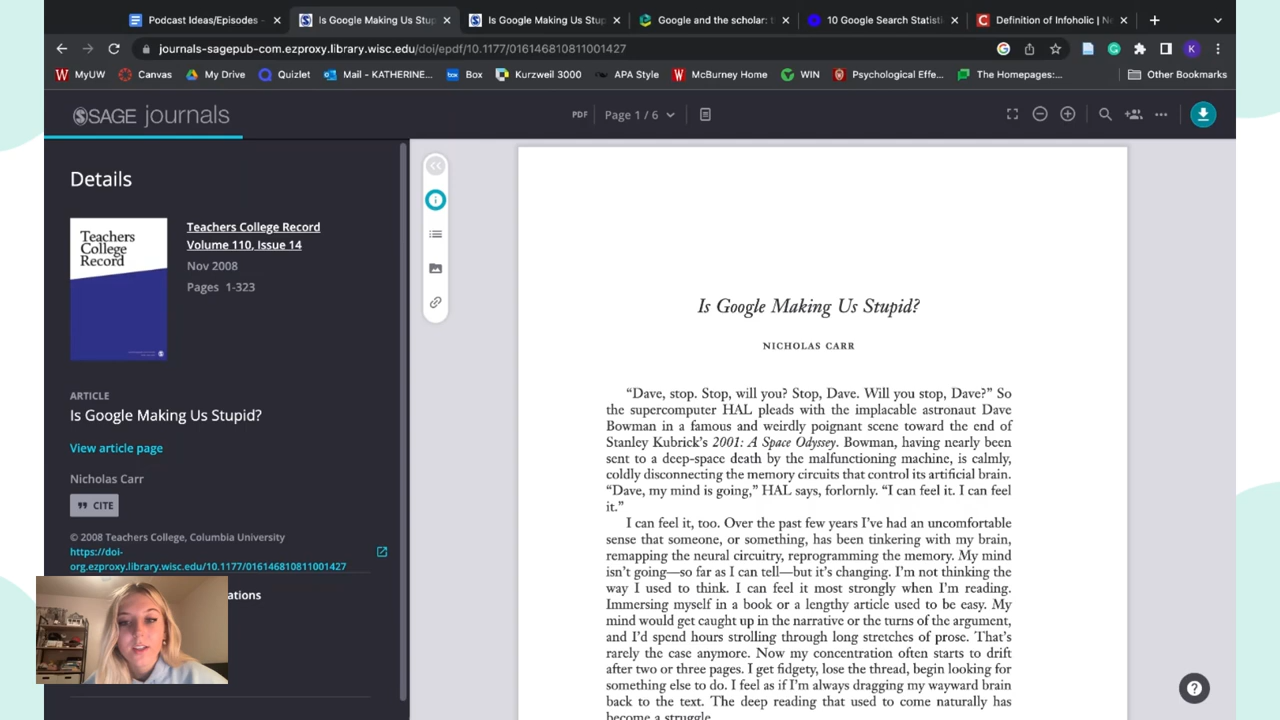 Podcast Ideas/Episodes -
Is Google Making Us Stup
Is Google Making Us Stup
Google and the scholar: t
10 Google Search Statisti
Definition of Infoholic | Ne
journals-sagepub-com.ezproxy.library.wisc.edu/doi/epdf/10.1177/016146810811001427
K
MyUW
Canvas
My Drive
Quizlet
Mail - KATHERINE...
Box
Kurzweil 3000
APA Style
McBurney Home
WIN
Psychological Effe...
The Homepages:...
Other Bookmarks
SAGE journals
PDF
Page 1 / 6
Details
Teachers
College
Record
Teachers College Record
Volume 110, Issue 14
Nov 2008
Pages 1-323
ARTICLE
Is Google Making Us Stupid?
View article page
Nicholas Carr
CITE
© 2008 Teachers College, Columbia University
https://doi-
org.ezproxy.library.wisc.edu/10.1177/016146810811001427
ations
Is Google Making Us Stupid?
NICHOLAS CARR
“Dave, stop. Stop, will you? Stop, Dave. Will you stop, Dave?” So
the supercomputer HAL pleads with the implacable astronaut Dave
Bowman in a famous and weirdly poignant scene toward the end of
Stanley Kubrick’s 2001: A Space Odyssey. Bowman, having nearly been
sent to a deep-space death by the malfunctioning machine, is calmly,
coldly disconnecting the memory circuits that control its artificial brain.
“Dave, my mind is going,” HAL says, forlornly. “I can feel it. I can feel
it.”
I can feel it, too. Over the past few years I’ve had an uncomfortable
sense that someone, or something, has been tinkering with my brain,
remapping the neural circuitry, reprogramming the memory. My mind
isn’t going—so far as I can tell—but it’s changing. I’m not thinking the
way I used to think. I can feel it most strongly when I’m reading.
Immersing myself in a book or a lengthy article used to be easy. My
mind would get caught up in the narrative or the turns of the argument,
and I’d spend hours strolling through long stretches of prose. That’s
rarely the case anymore. Now my concentration often starts to drift
after two or three pages. I get fidgety, lose the thread, begin looking for
something else to do. I feel as if I’m always dragging my wayward brain
back to the text. The deep reading that used to come naturally has
become a struggle.